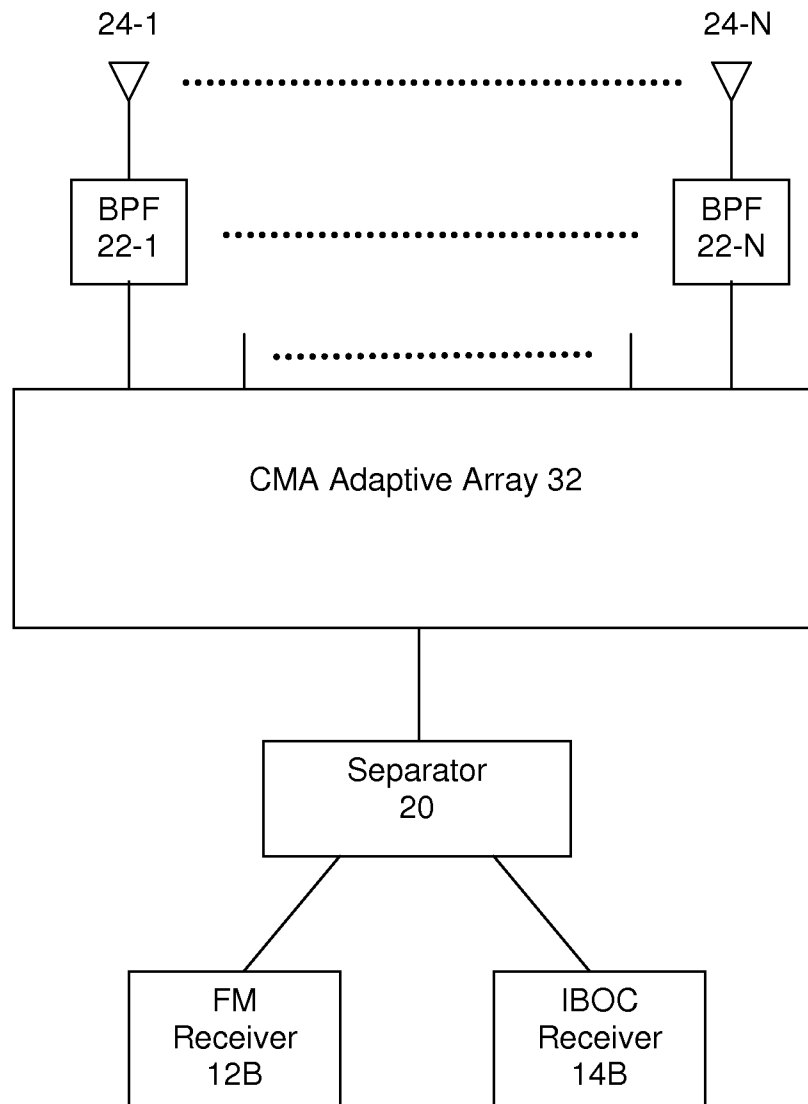 24-1
24-N
BPF
22-1
BPF
22-N
CMA Adaptive Array 32
Separator
20
FM
Receiver
12B
IBOC
Receiver
14B